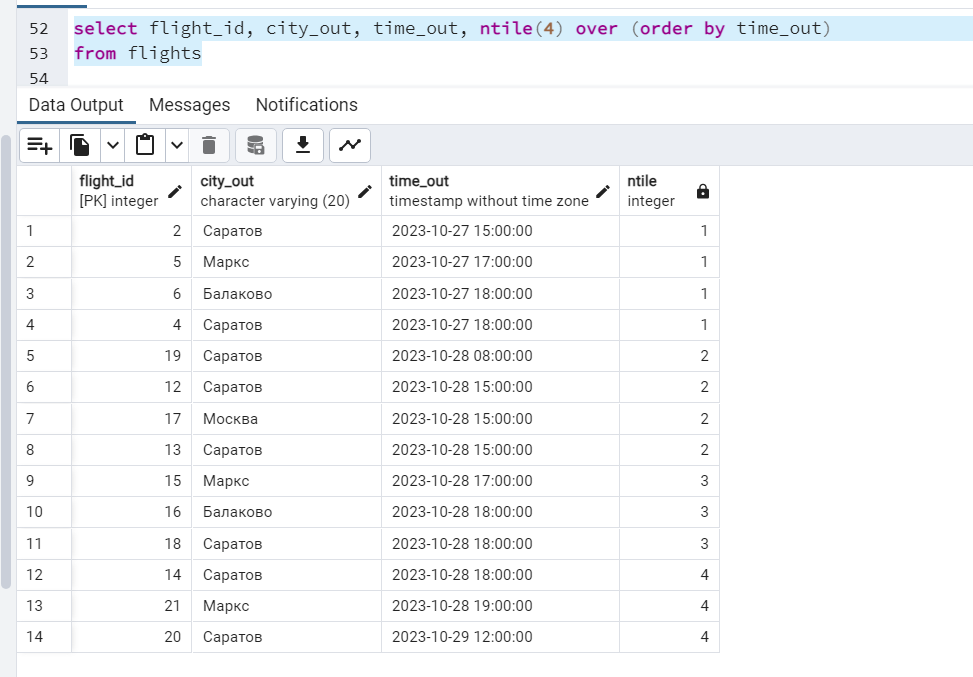 52 select flight_id, city_out, time_out, ntile(4) over (order by time_out)
53 from flights
54
Data Output Messages Notifications
flight_id city_out time_out ntile
[PK] integer character varying (20) timestamp without time zone integer
1 2 Саратов 2023-10-27 15:00:00 1
2 5 Маркс 2023-10-27 17:00:00 1
3 6 Балаково 2023-10-27 18:00:00 1
4 4 Саратов 2023-10-27 18:00:00 1
5 19 Саратов 2023-10-28 08:00:00 2
6 12 Саратов 2023-10-28 15:00:00 2
7 17 Москва 2023-10-28 15:00:00 2
8 13 Саратов 2023-10-28 15:00:00 2
9 15 Маркс 2023-10-28 17:00:00 3
10 16 Балаково 2023-10-28 18:00:00 3
11 18 Саратов 2023-10-28 18:00:00 3
12 14 Саратов 2023-10-28 18:00:00 4
13 21 Маркс 2023-10-28 19:00:00 4
14 20 Саратов 2023-10-29 12:00:00 4